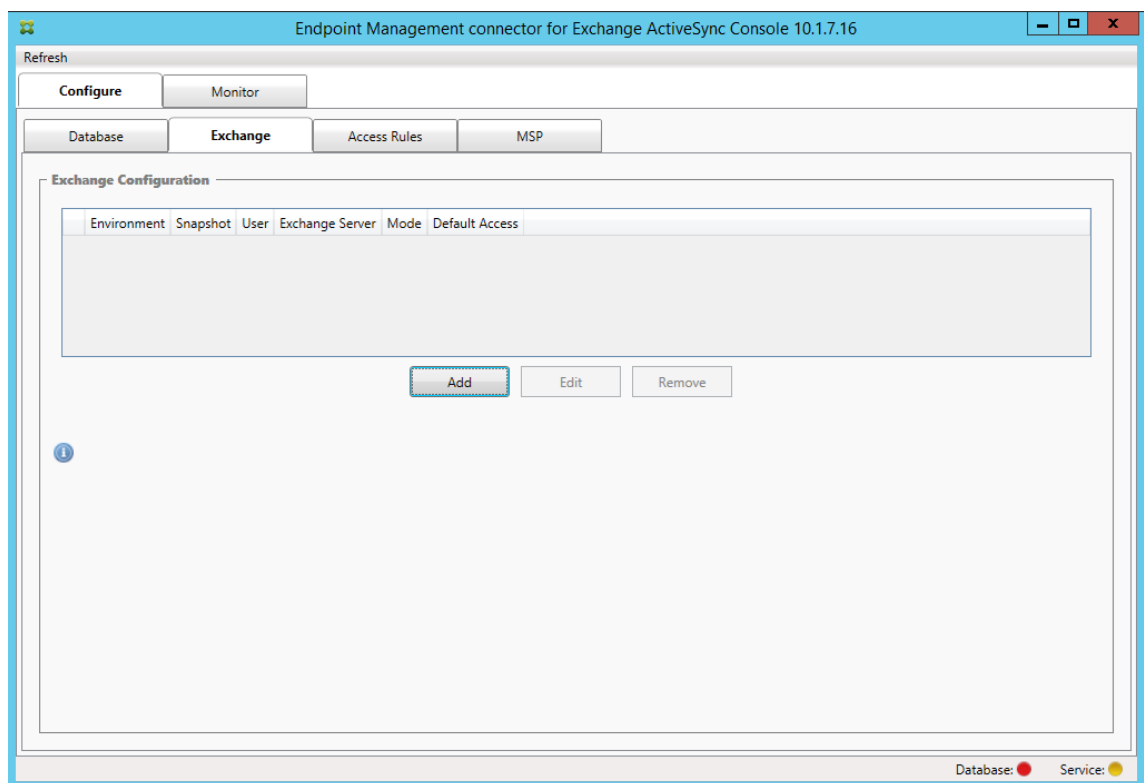 Endpoint Management connector for Exchange ActiveSync Console 10.1.7.16
Refresh
Configure Monitor
Database Exchange Access Rules MSP
Exchange Configuration
Environment Snapshot User Exchange Server Mode Default Access
Add Edit Remove
Database: Service: